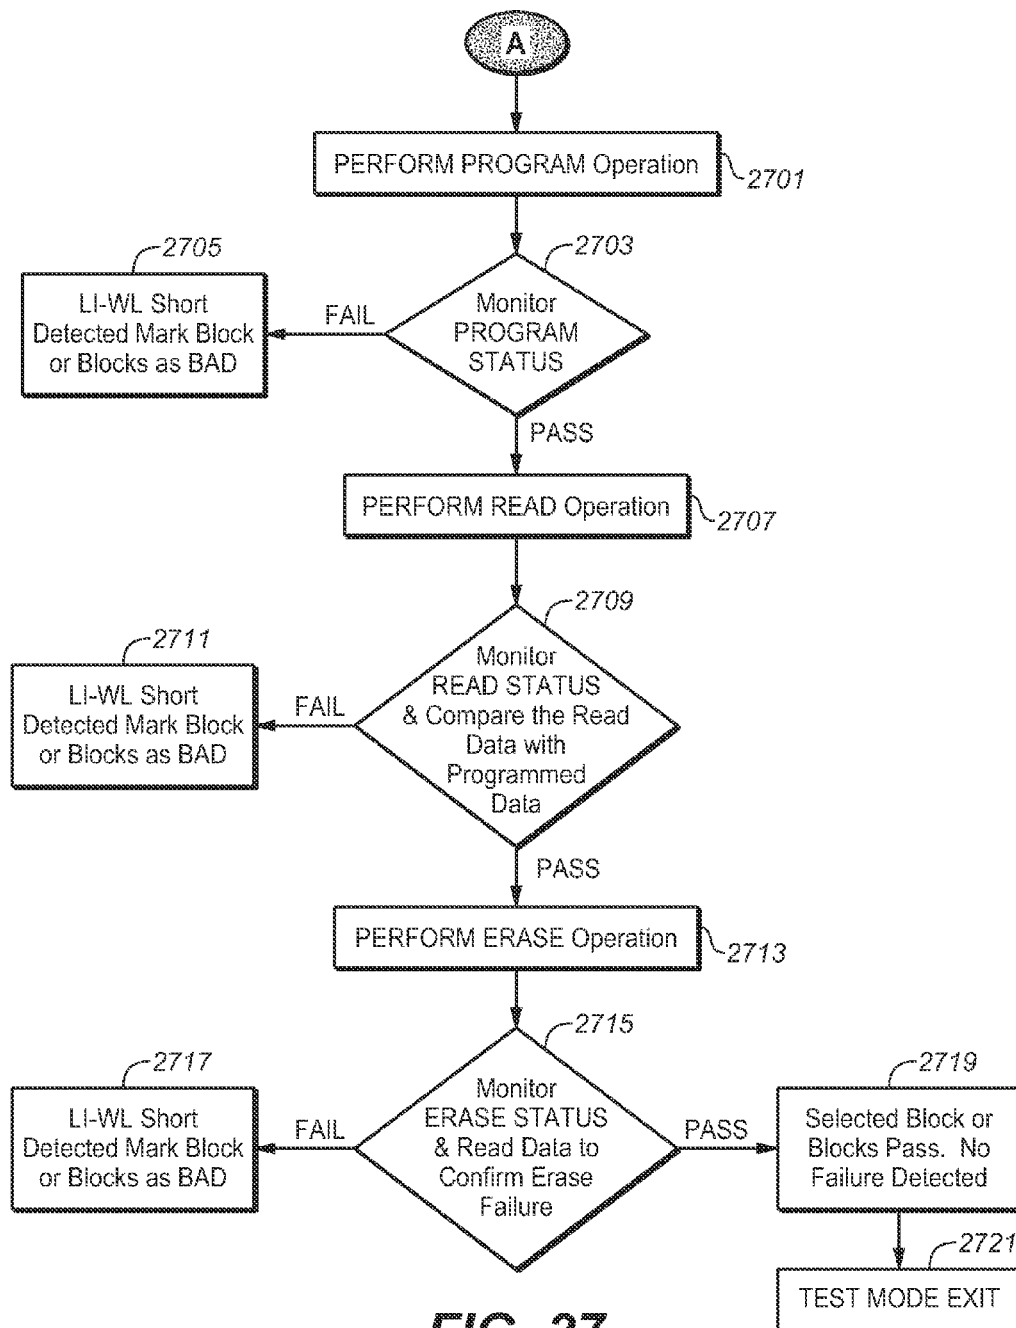 A
PERFORM PROGRAM Operation
2701
2703
Monitor
PROGRAM
STATUS
FAIL
2705
LI-WL Short
Detected Mark Block
or Blocks as BAD
PASS
PERFORM READ Operation
2707
2709
Monitor
READ STATUS
& Compare the Read
Data with
Programmed
Data
FAIL
2711
LI-WL Short
Detected Mark Block
or Blocks as BAD
PASS
PERFORM ERASE Operation
2713
2715
Monitor
ERASE STATUS
& Read Data to
Confirm Erase
Failure
FAIL
2717
LI-WL Short
Detected Mark Block
or Blocks as BAD
PASS
2719
Selected Block or
Blocks Pass. No
Failure Detected
2721
TEST MODE EXIT
FIG. 27